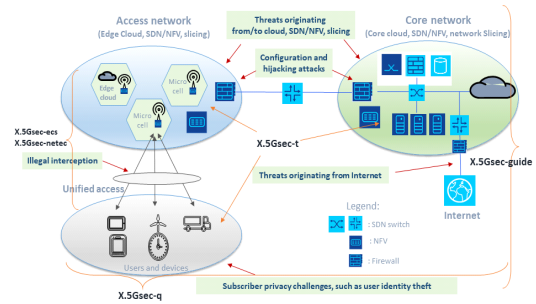 Access network
(Edge Cloud, SDN/NFV, slicing)
Threats originating
from/to cloud, SDN/NFV, slicing
Core network
(Core cloud, SDN/NFV, network Slicing)
Configuration and
hijacking attacks
Edge
cloud
Micro
cell
Micro
cell
X.5Gsec-ecs
X.5Gsec-netec
X.5Gsec-t
X.5Gsec-guide
Illegal interception
Threats originating from Internet
Unified access
Internet
Legend:
: SDN switch
: NFV
: Firewall
Users and devices
Subscriber privacy challenges, such as user identity theft
X.5Gsec-q